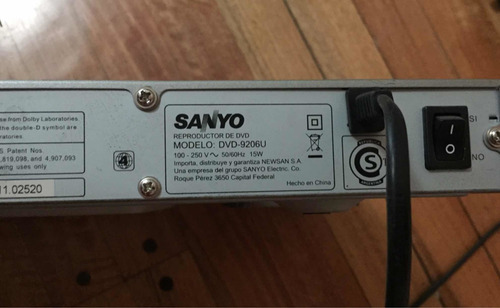 se from Dolby Laboratories.
the double-D symbol are
Laboratories.
S. Patent Nos
,819,098, and 4,907,093
wing uses only
4
11.02520
SANYO
REPRODUCTOR DE DVD
MODELO: DVD-9206U
100 - 250 V ~ 50/60Hz 15W
Importa, distribuye y garantiza NEWSAN S.A.
Una empresa del grupo SANYO Electric. Co.
Roque Pérez 3650 Capital Federal
Hecho en China
S
ARGENTINA
SI
I
O
NO